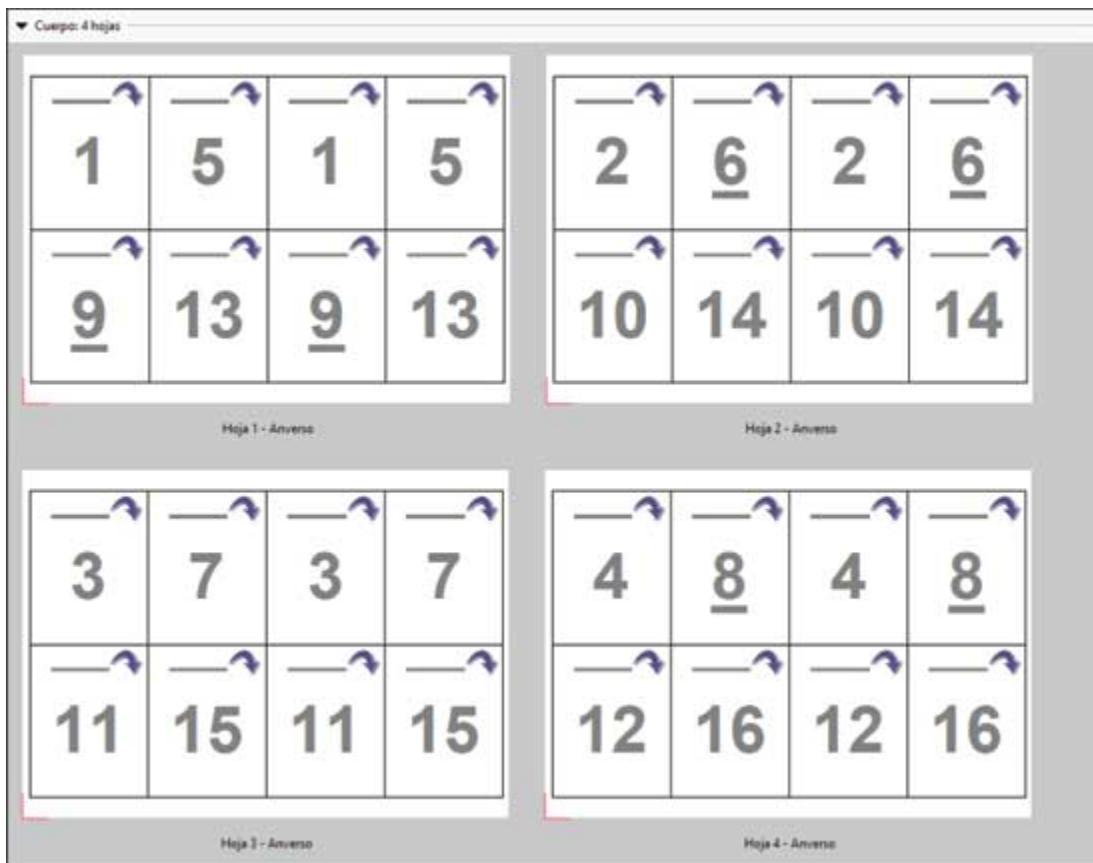 Cuerpo: 4 hojas
1 5 1 5
9 13 9 13
Hoja 1 - Anverso
2 6 2 6
10 14 10 14
Hoja 2 - Anverso
3 7 3 7
11 15 11 15
Hoja 3 - Anverso
4 8 4 8
12 16 12 16
Hoja 4 - Anverso